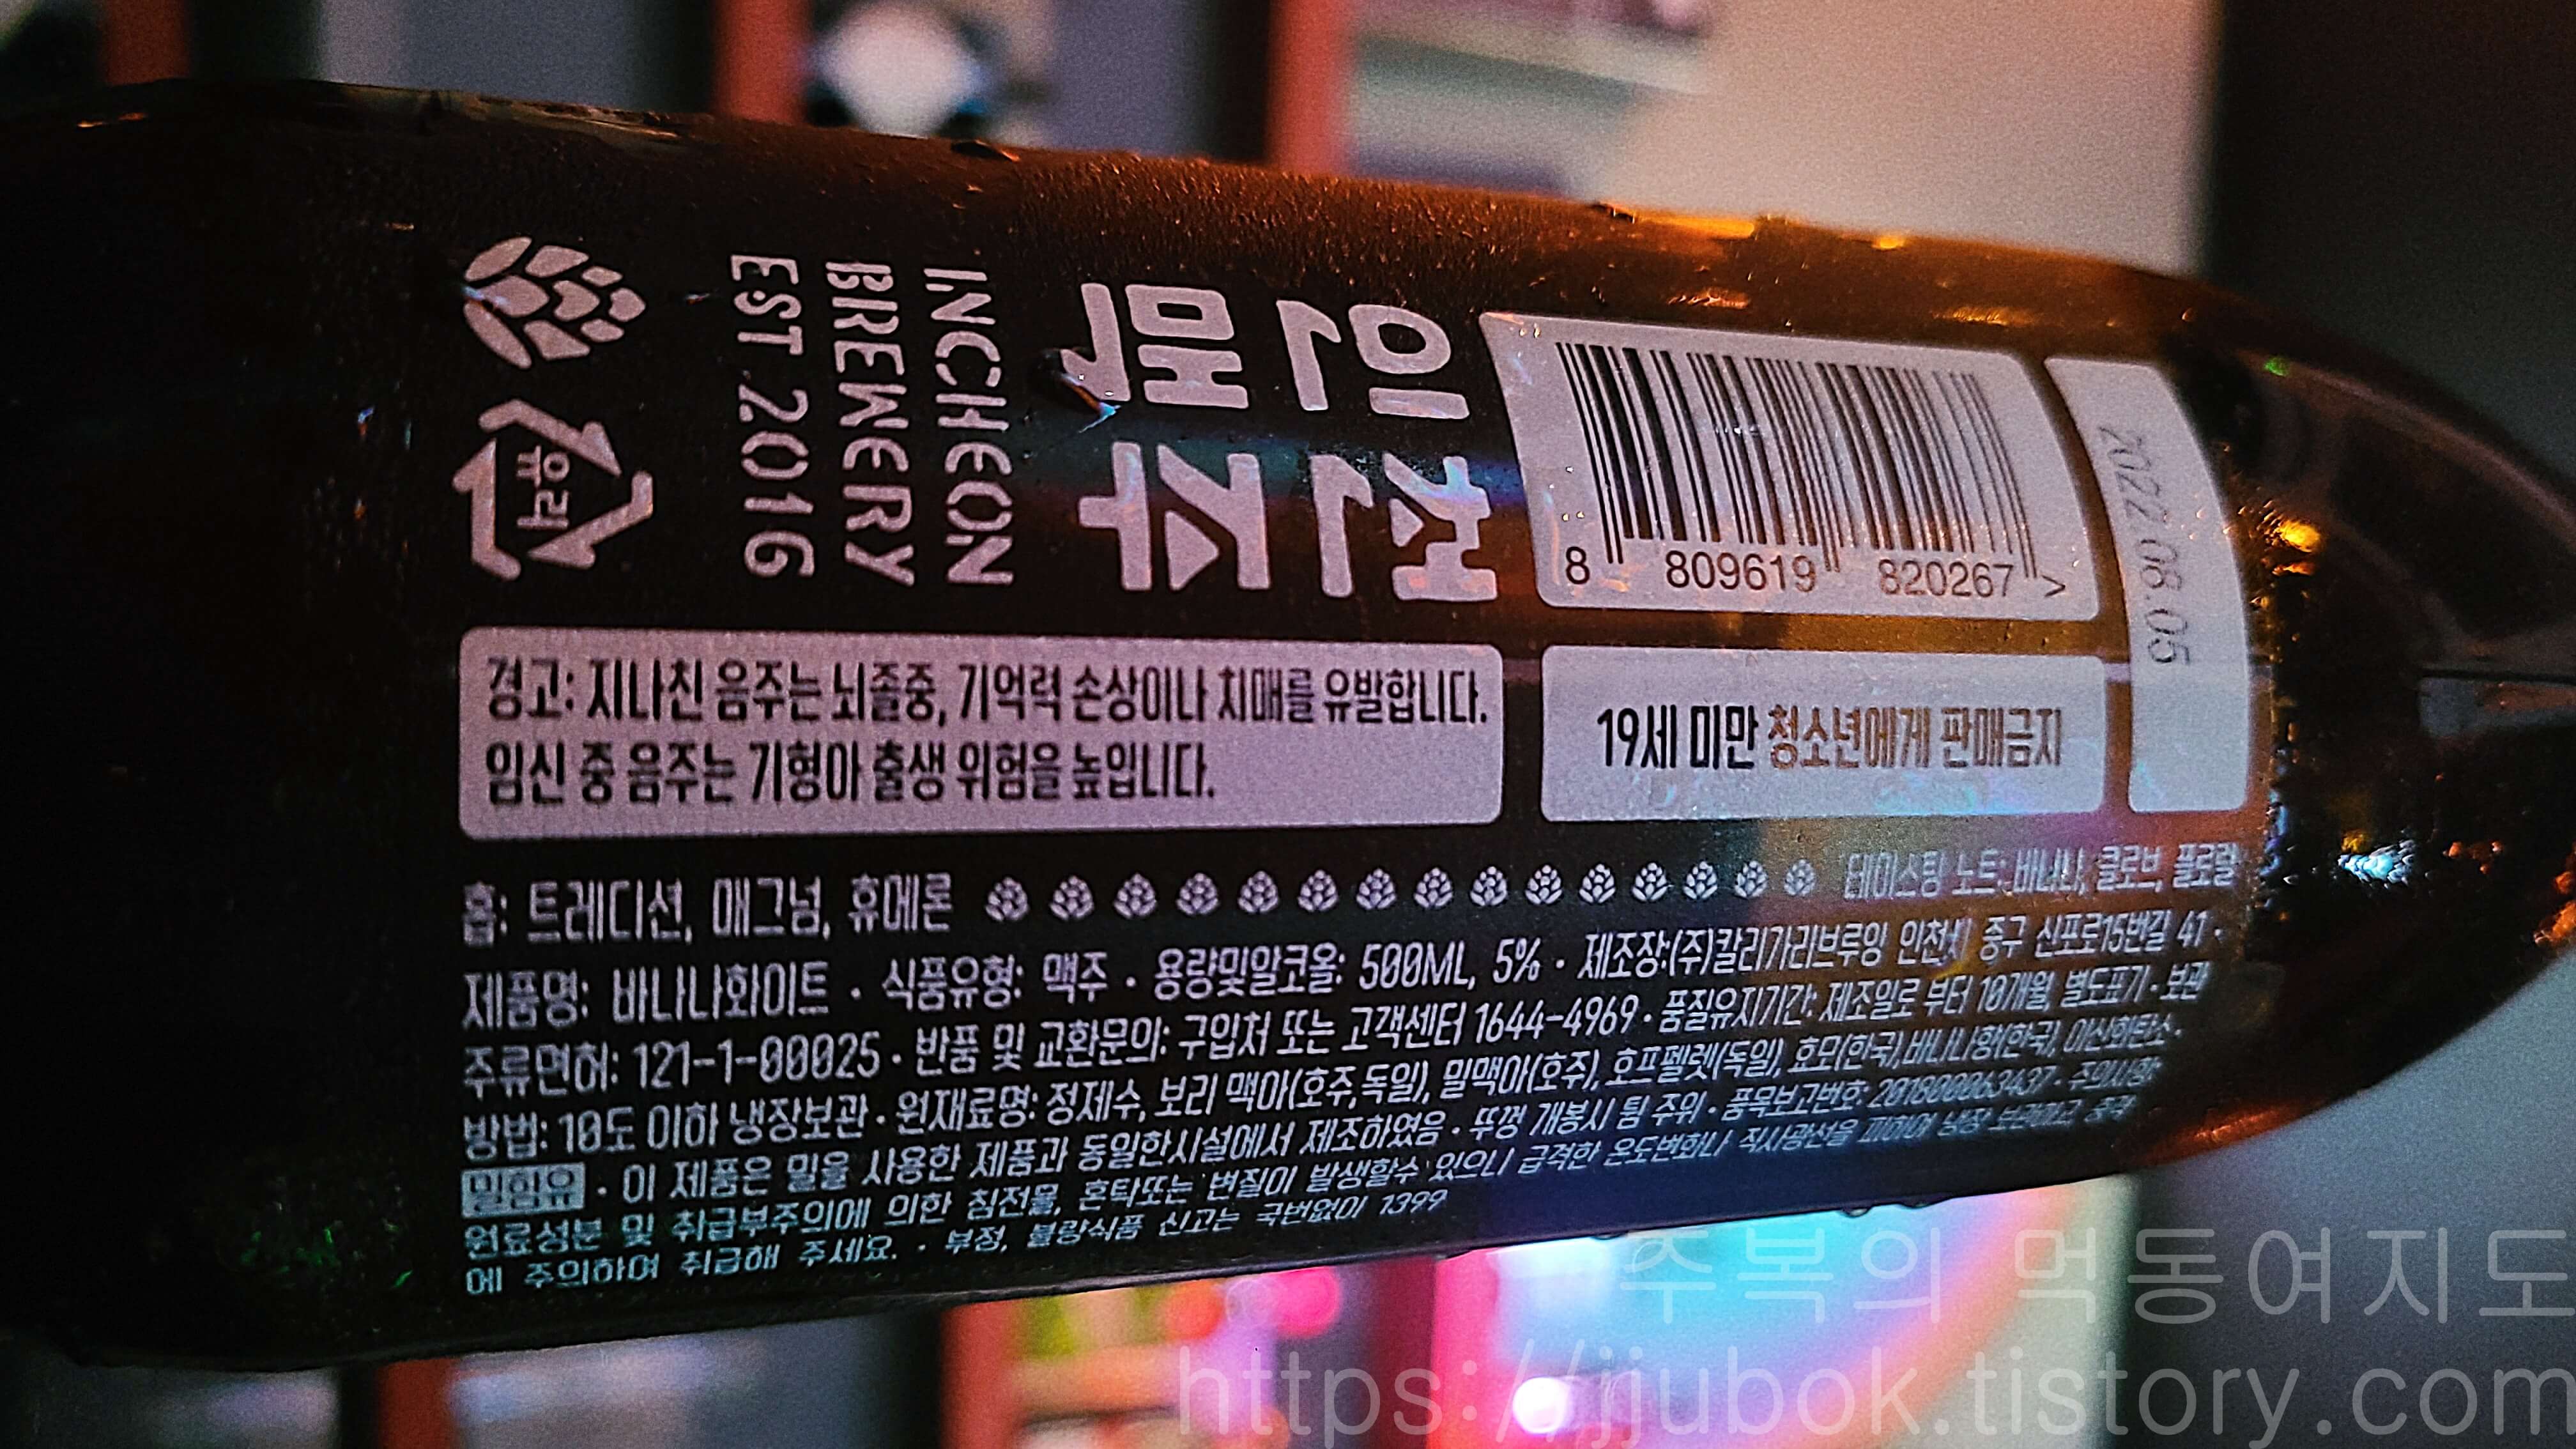 INCHEON
BREWERY
EST. 2016
유리
인천
맥주
8 809619 820267 >
2022.08.05
경고: 지나친 음주는 뇌졸중, 기억력 손상이나 치매를 유발합니다.
임신 중 음주는 기형아 출생 위험을 높입니다.
19세 미만 청소년에게 판매금지
홉: 트레디션, 매그넘, 휴메론 테이스팅 노트: 바나나, 클로브, 플로랄
제품명: 바나나화이트 · 식품유형: 맥주 · 용량및알코올: 500ML, 5% · 제조장:(주)칼리가리브루잉 인천시 중구 신포로15번길 41 ·
주류면허: 121-1-00025 · 반품 및 교환문의: 구입처 또는 고객센터 1644-4969 · 품질유지기간: 제조일로 부터 10개월, 별도표기 · 보관
방법: 10도 이하 냉장보관 · 원재료명: 정제수, 보리 맥아(호주,독일), 밀맥아(호주), 호프펠렛(독일), 효모(한국),바나나향(한국), 이산화탄소.
밀함유 · 이 제품은 밀을 사용한 제품과 동일한시설에서 제조하였음 · 뚜껑 개봉시 튐 주위 · 품목보고번호: 201800063437 · 주의사항:
원료성분 및 취급부주의에 의한 침전물, 혼탁또는 변질이 발생할수 있으니 급격한 온도변화나 직사광선을 피하여 냉장 보관하고, 충격
에 주의하여 취급해 주세요. · 부정, 불량식품 신고는 국번없이 1399
주복의 먹동여지도
https://jjubok.tistory.com